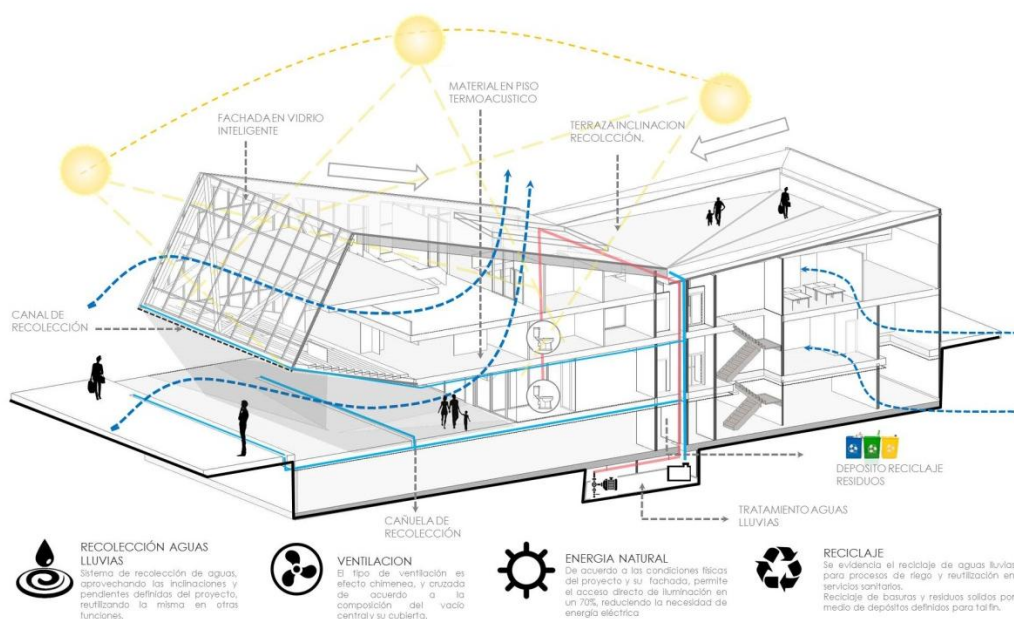 MATERIAL EN PISO
TERMOACUSTICO
FACHADA EN VIDRIO
INTELIGENTE
TERRAZA INCLINACION
RECOLCCIÓN.
CANAL DE
RECOLECCIÓN
DEPOSITO RECICLAJE
RESIDUOS
CAÑUELA DE
RECOLECCIÓN
TRATAMIENTO AGUAS
LLUVIAS
RECOLECCIÓN AGUAS
LLUVIAS
Sistema de recolección de aguas,
aprovechando las inclinaciones y
pendientes definidas del proyecto,
reutilizando la misma en otras
funciones.
VENTILACION
El tipo de ventilación es
efecto chimenea, y cruzada
de acuerdo a la
composición del vacío
central y su cubierta.
ENERGIA NATURAL
De acuerdo a las condiciones físicas
del proyecto y su fachada, permite
el acceso directo de iluminación en
un 70%, reduciendo la necesidad de
energía eléctrica
RECICLAJE
Se evidencia el reciclaje de aguas lluvias
para procesos de riego y reutilización en
servicios sanitarios.
Reciclaje de basuras y residuos solidos por
medio de depósitos definidos para tal fin.